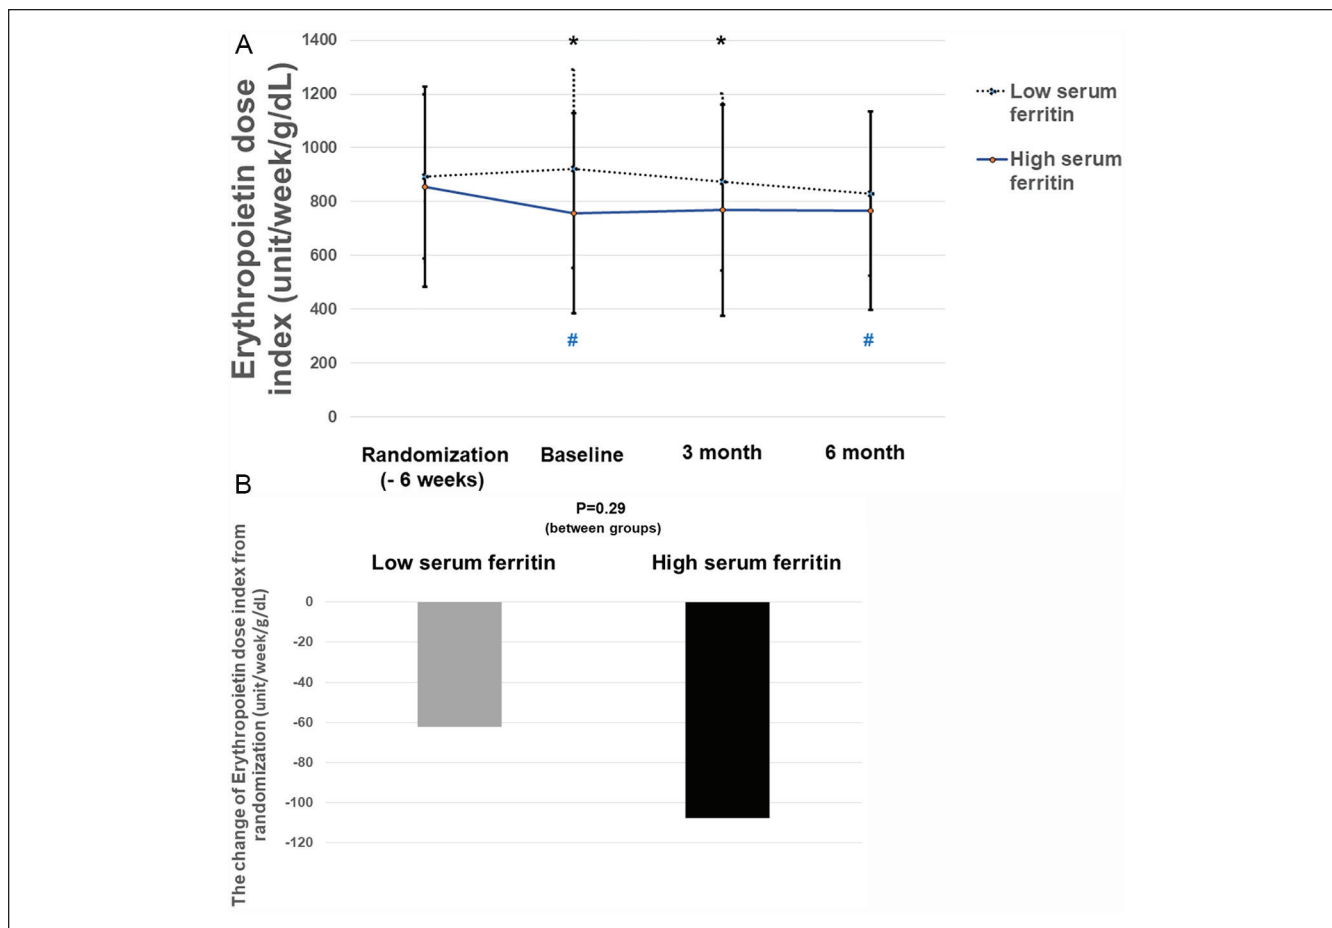 A
Erythropoietin dose
index (unit/week/g/dL)
1400
1200
1000
800
600
400
200
0
* *
# #
Low serum
ferritin
High serum
ferritin
Randomization
(- 6 weeks)
Baseline
3 month
6 month
B
P=0.29
(between groups)
Low serum ferritin
High serum ferritin
The change of Erythropoietin dose index from
randomization (unit/week/g/dL)
0
-20
-40
-60
-80
-100
-120